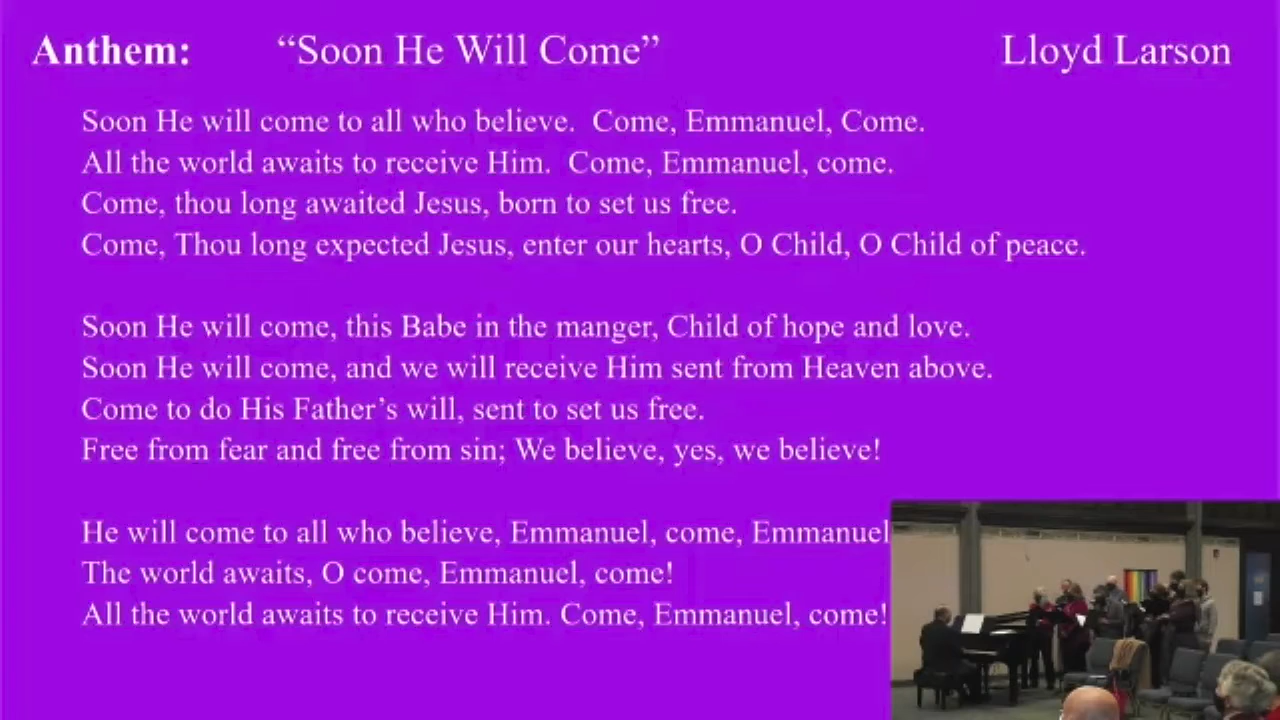 Anthem: “Soon He Will Come” Lloyd Larson
Soon He will come to all who believe. Come, Emmanuel, Come.
All the world awaits to receive Him. Come, Emmanuel, come.
Come, thou long awaited Jesus, born to set us free.
Come, Thou long expected Jesus, enter our hearts, O Child, O Child of peace.
Soon He will come, this Babe in the manger, Child of hope and love.
Soon He will come, and we will receive Him sent from Heaven above.
Come to do His Father’s will, sent to set us free.
Free from fear and free from sin; We believe, yes, we believe!
He will come to all who believe, Emmanuel, come, Emmanuel
The world awaits, O come, Emmanuel, come!
All the world awaits to receive Him. Come, Emmanuel, come!